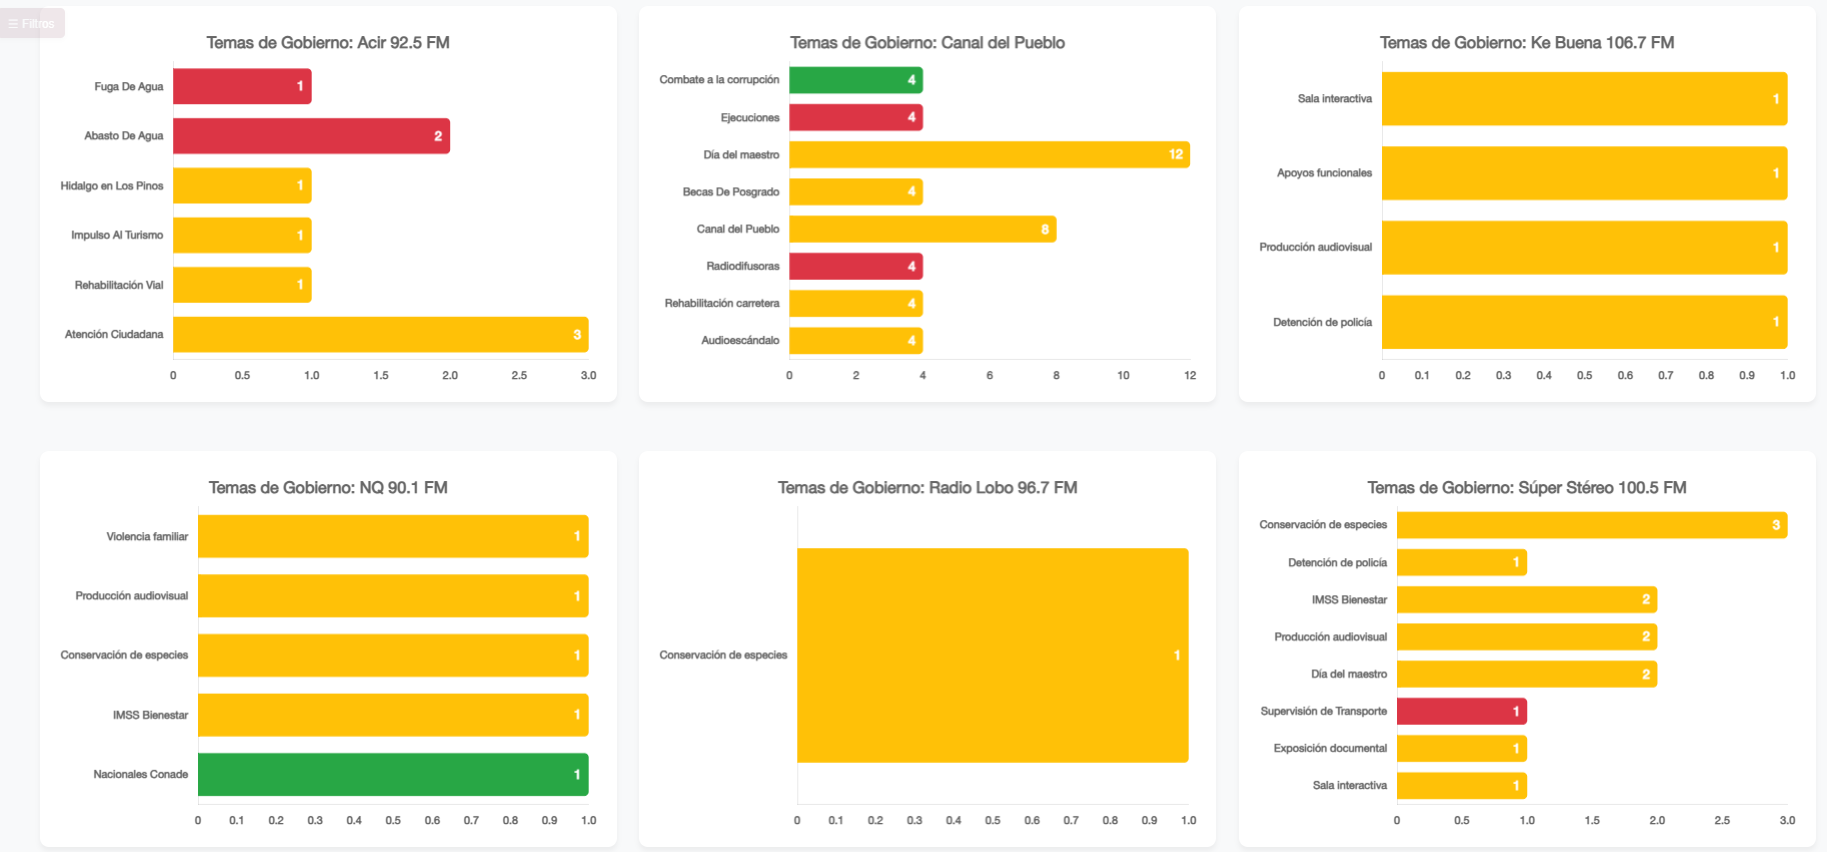 ☰ Filtros
Temas de Gobierno: Acir 92.5 FM
Fuga De Agua 1
Abasto De Agua 2
Hidalgo en Los Pinos 1
Impulso Al Turismo 1
Rehabilitación Vial 1
Atención Ciudadana 3
0 0.5 1.0 1.5 2.0 2.5 3.0
Temas de Gobierno: Canal del Pueblo
Combate a la corrupción 4
Ejecuciones 4
Día del maestro 12
Becas De Posgrado 4
Canal del Pueblo 8
Radiodifusoras 4
Rehabilitación carretera 4
Audioescándalo 4
0 2 4 6 8 10 12
Temas de Gobierno: Ke Buena 106.7 FM
Sala interactiva 1
Apoyos funcionales 1
Producción audiovisual 1
Detención de policía 1
0 0.1 0.2 0.3 0.4 0.5 0.6 0.7 0.8 0.9 1.0
Temas de Gobierno: NQ 90.1 FM
Violencia familiar 1
Producción audiovisual 1
Conservación de especies 1
IMSS Bienestar 1
Nacionales Conade 1
0 0.1 0.2 0.3 0.4 0.5 0.6 0.7 0.8 0.9 1.0
Temas de Gobierno: Radio Lobo 96.7 FM
Conservación de especies 1
0 0.1 0.2 0.3 0.4 0.5 0.6 0.7 0.8 0.9 1.0
Temas de Gobierno: Súper Stéreo 100.5 FM
Conservación de especies 3
Detención de policía 1
IMSS Bienestar 2
Producción audiovisual 2
Día del maestro 2
Supervisión de Transporte 1
Exposición documental 1
Sala interactiva 1
0 0.5 1.0 1.5 2.0 2.5 3.0